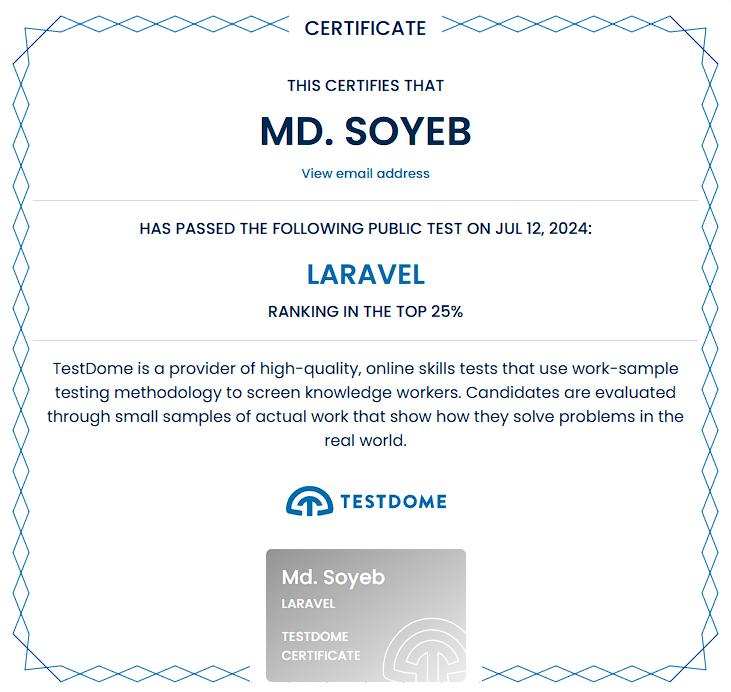 CERTIFICATE
THIS CERTIFIES THAT
MD. SOYEB
View email address
HAS PASSED THE FOLLOWING PUBLIC TEST ON JUL 12, 2024:
LARAVEL
RANKING IN THE TOP 25%
TestDome is a provider of high-quality, online skills tests that use work-sample
testing methodology to screen knowledge workers. Candidates are evaluated
through small samples of actual work that show how they solve problems in the
real world.
TESTDOME
Md. Soyeb
LARAVEL
TESTDOME
CERTIFICATE